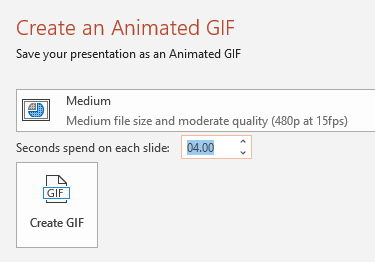 Create an Animated GIF
Save your presentation as an Animated GIF
Medium
Medium file size and moderate quality (480p at 15fps)
Seconds spend on each slide: 04.00
GIF
Create GIF